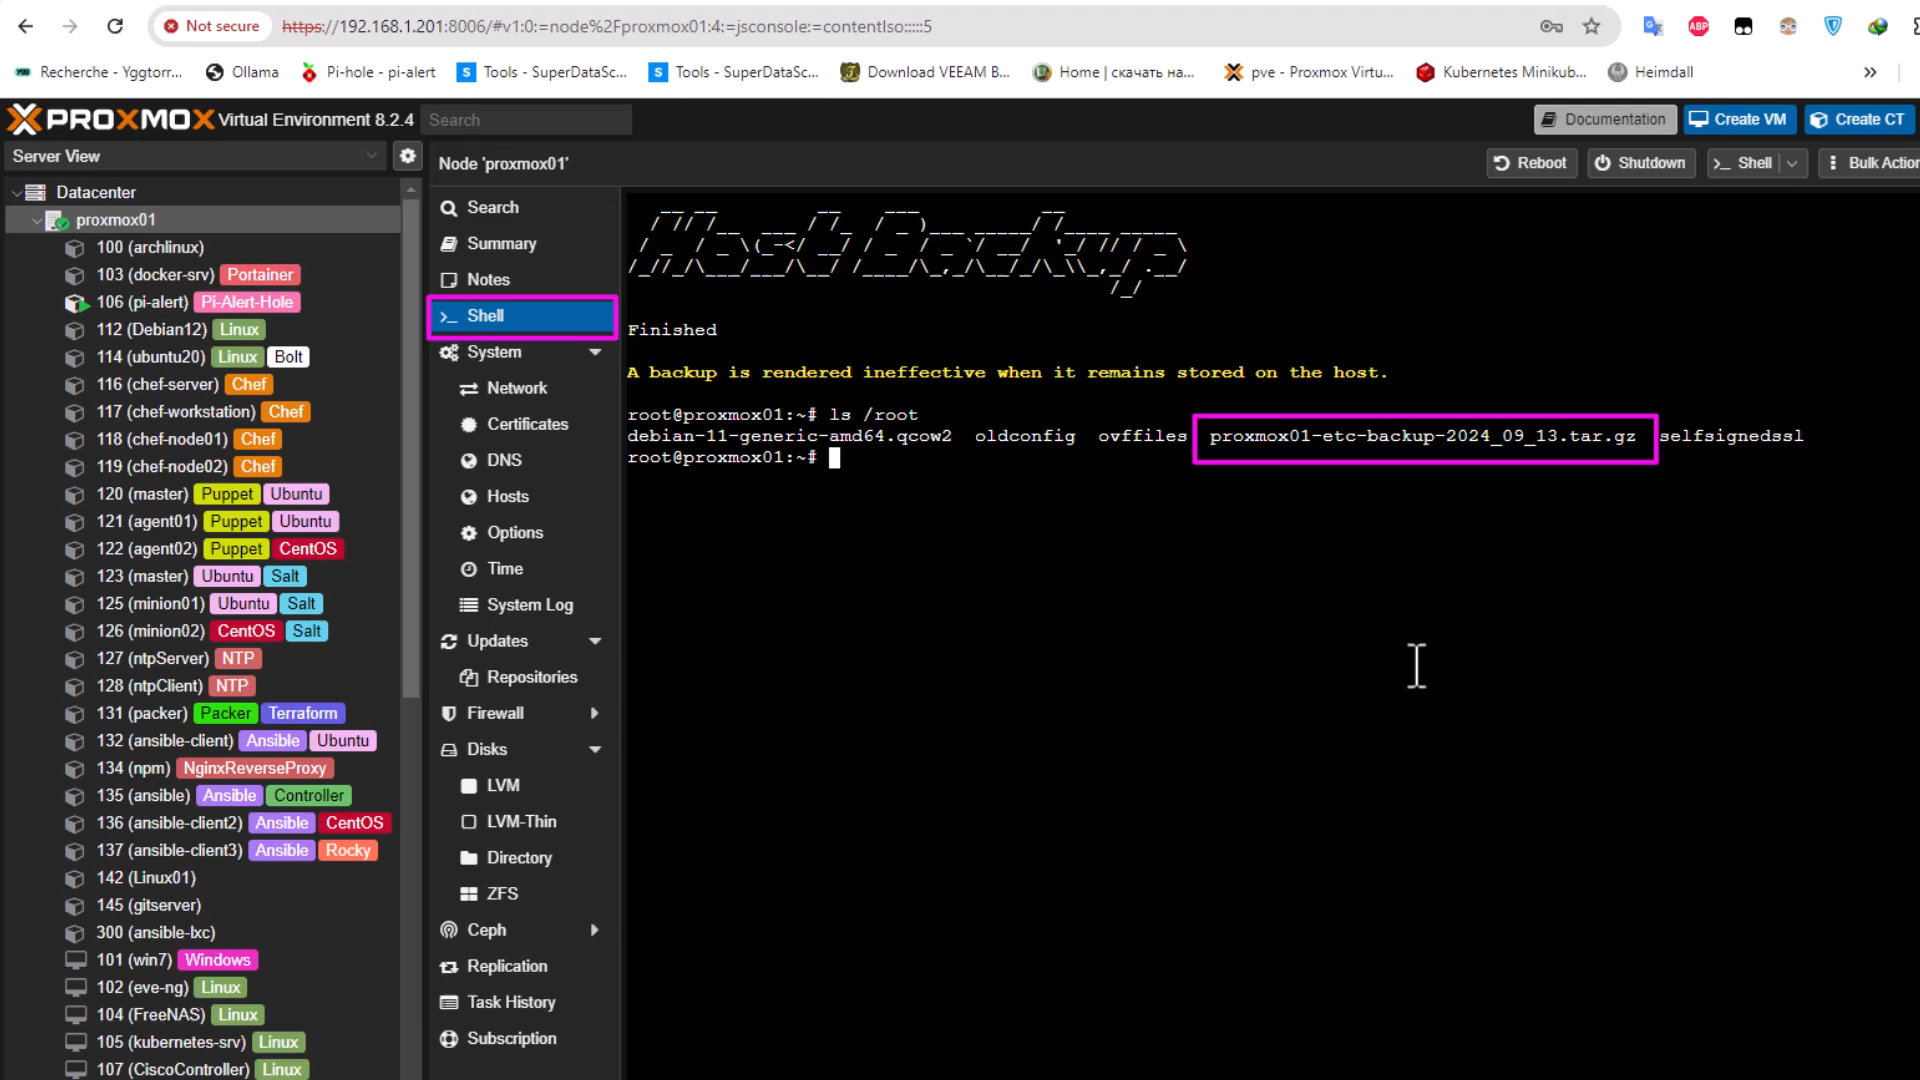 Not secure https://192.168.1.201:8006/#v1:0:=node%2Fproxmox01:4:=jsconsole:=contentIso:::::5
Recherche - Yggtorr... Ollama Pi-hole - pi-alert Tools - SuperDataSc... Tools - SuperDataSc... Download VEEAM B... Home | скачать на... pve - Proxmox Virtu... Kubernetes Minikub... Heimdall
PROXMOX Virtual Environment 8.2.4 Search Documentation Create VM Create CT
Server View
Node 'proxmox01' Reboot Shutdown Shell Bulk Action
Datacenter
proxmox01
100 (archlinux)
103 (docker-srv) Portainer
106 (pi-alert) Pi-Alert-Hole
112 (Debian12) Linux
114 (ubuntu20) Linux Bolt
116 (chef-server) Chef
117 (chef-workstation) Chef
118 (chef-node01) Chef
119 (chef-node02) Chef
120 (master) Puppet Ubuntu
121 (agent01) Puppet Ubuntu
122 (agent02) Puppet CentOS
123 (master) Ubuntu Salt
125 (minion01) Ubuntu Salt
126 (minion02) CentOS Salt
127 (ntpServer) NTP
128 (ntpClient) NTP
131 (packer) Packer Terraform
132 (ansible-client) Ansible Ubuntu
134 (npm) NginxReverseProxy
135 (ansible) Ansible Controller
136 (ansible-client2) Ansible CentOS
137 (ansible-client3) Ansible Rocky
142 (Linux01)
145 (gitserver)
300 (ansible-lxc)
101 (win7) Windows
102 (eve-ng) Linux
104 (FreeNAS) Linux
105 (kubernetes-srv) Linux
107 (CiscoController) Linux
Search
Summary
Notes
Shell
System
Network
Certificates
DNS
Hosts
Options
Time
System Log
Updates
Repositories
Firewall
Disks
LVM
LVM-Thin
Directory
ZFS
Ceph
Replication
Task History
Subscription
Host Backup
Finished
A backup is rendered ineffective when it remains stored on the host.
root@proxmox01:~# ls /root
debian-11-generic-amd64.qcow2 oldconfig ovffiles proxmox01-etc-backup-2024_09_13.tar.gz selfsignedssl
root@proxmox01:~#